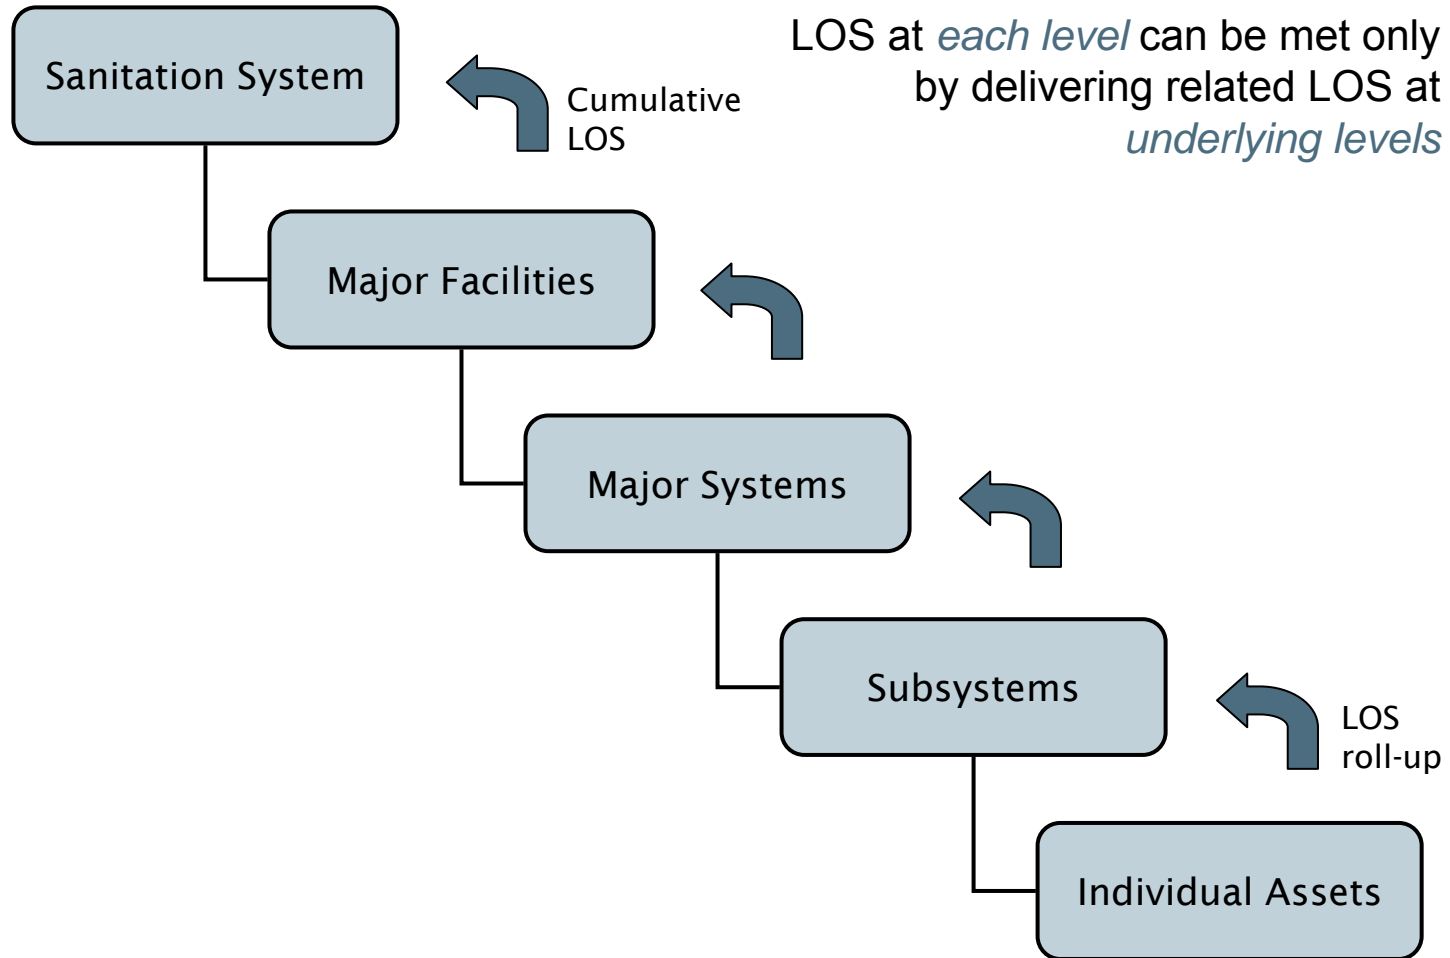 LOS at each level can be met only
by delivering related LOS at
underlying levels
Sanitation System
Cumulative
LOS
Major Facilities
Major Systems
Subsystems
LOS
roll-up
Individual Assets